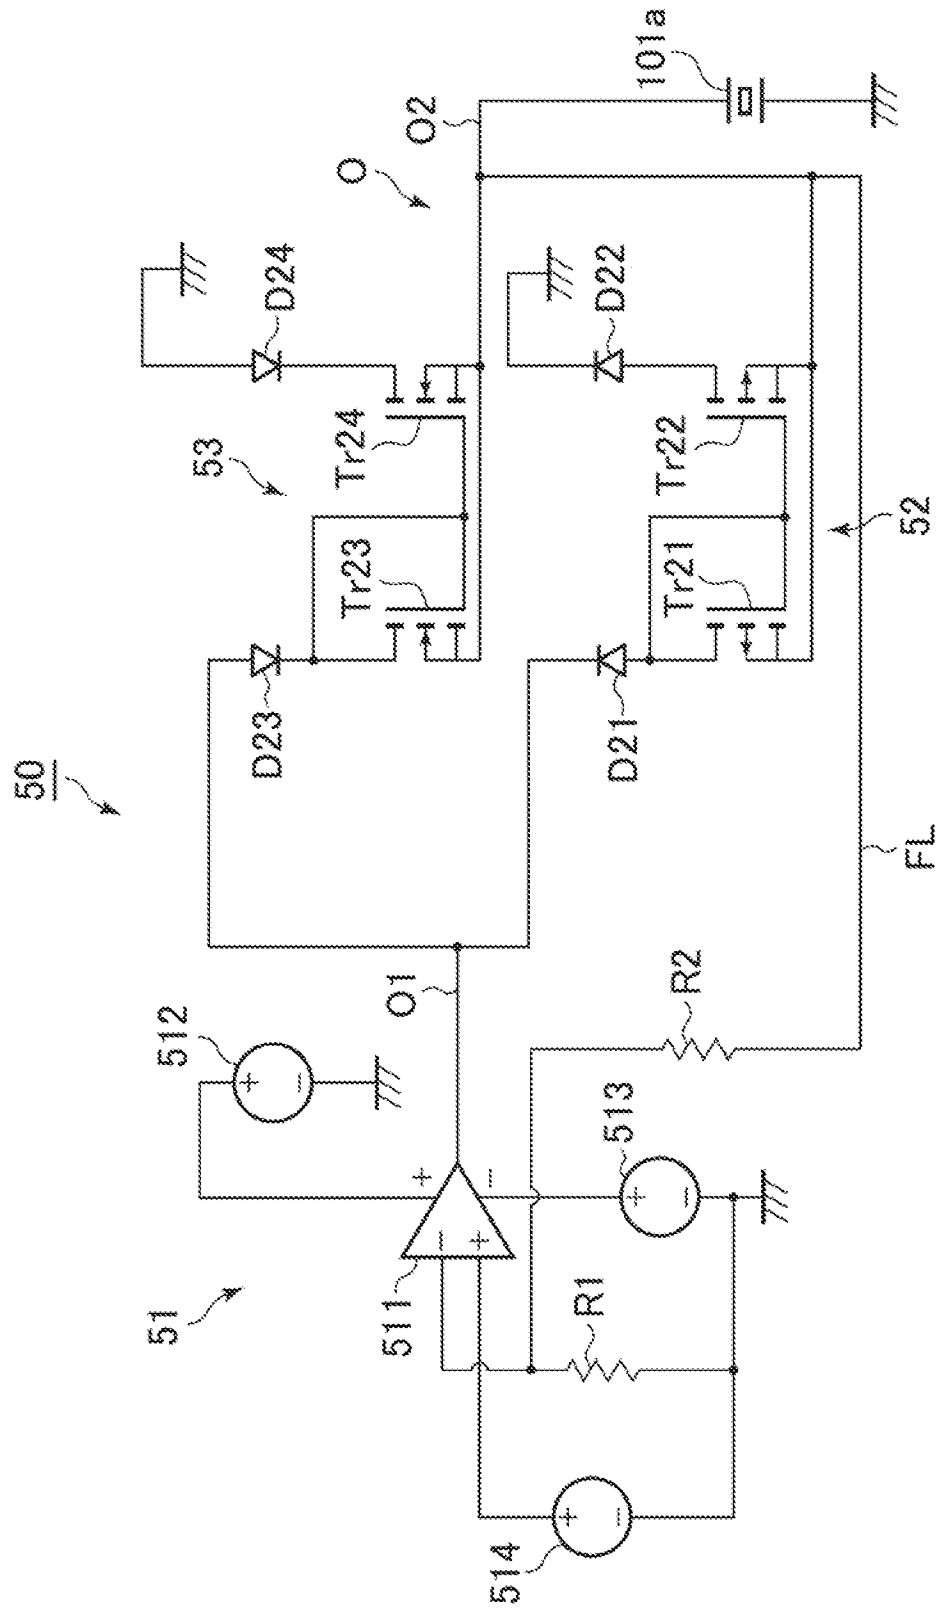 50
51
512
O1
511
514
R1
513
R2
FL
53
D23
Tr23
Tr24
D24
O
O2
101a
D21
Tr21
Tr22
D22
52
+
−
−
+
+
−
+
−
+
−